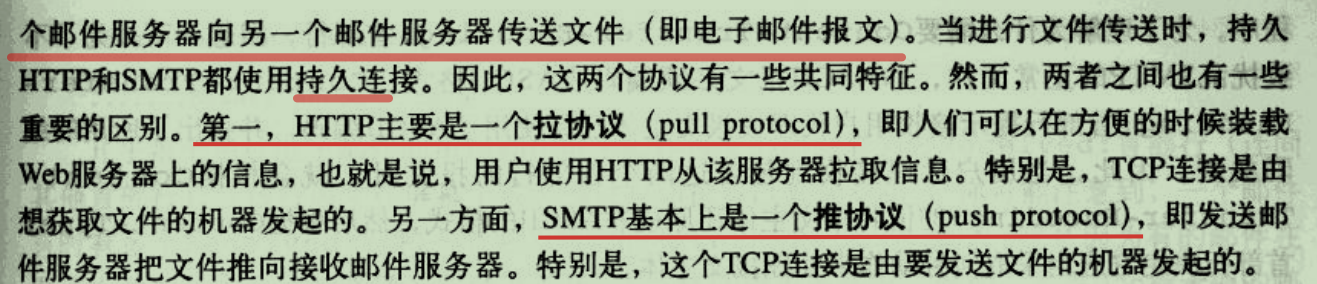 个邮件服务器向另一个邮件服务器传送文件（即电子邮件报文）。当进行文件传送时，持久
HTTP和SMTP都使用持久连接。因此，这两个协议有一些共同特征。然而，两者之间也有一些
重要的区别。第一，HTTP主要是一个拉协议（pull protocol），即人们可以在方便的时候装载
Web服务器上的信息，也就是说，用户使用HTTP从该服务器拉取信息。特别是，TCP连接是由
想获取文件的机器发起的。另一方面，SMTP基本上是一个推协议（push protocol），即发送邮
件服务器把文件推向接收邮件服务器。特别是，这个TCP连接是由要发送文件的机器发起的。